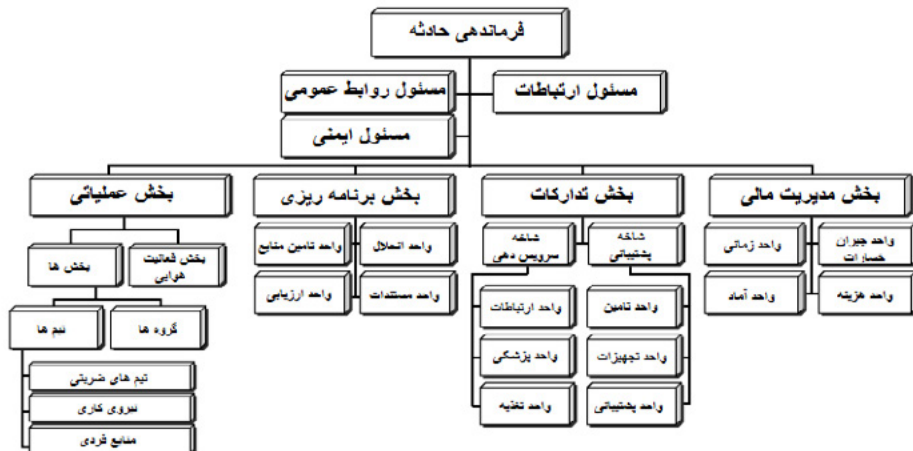 فرماندهی حادثه
مسئول ارتباطات
مسئول روابط عمومی
مسئول ایمنی
بخش مدیریت مالی
بخش تدارکات
بخش برنامه ریزی
بخش عملیاتی
واحد جبران
خسارات
واحد زمانی
واحد هزینه
واحد آماد
شاخه
پشتیبانی
شاخه
سرویس دهی
واحد تامین
واحد تجهیزات
واحد پشتیبانی
واحد ارتباطات
واحد پزشکی
واحد تغذیه
واحد انحلال
واحد تامین منابع
واحد مستندات
واحد ارزیابی
بخش فعالیت
هوایی
بخش ها
گروه ها
تیم ها
تیم های ضربتی
نیروی کاری
منابع فردی